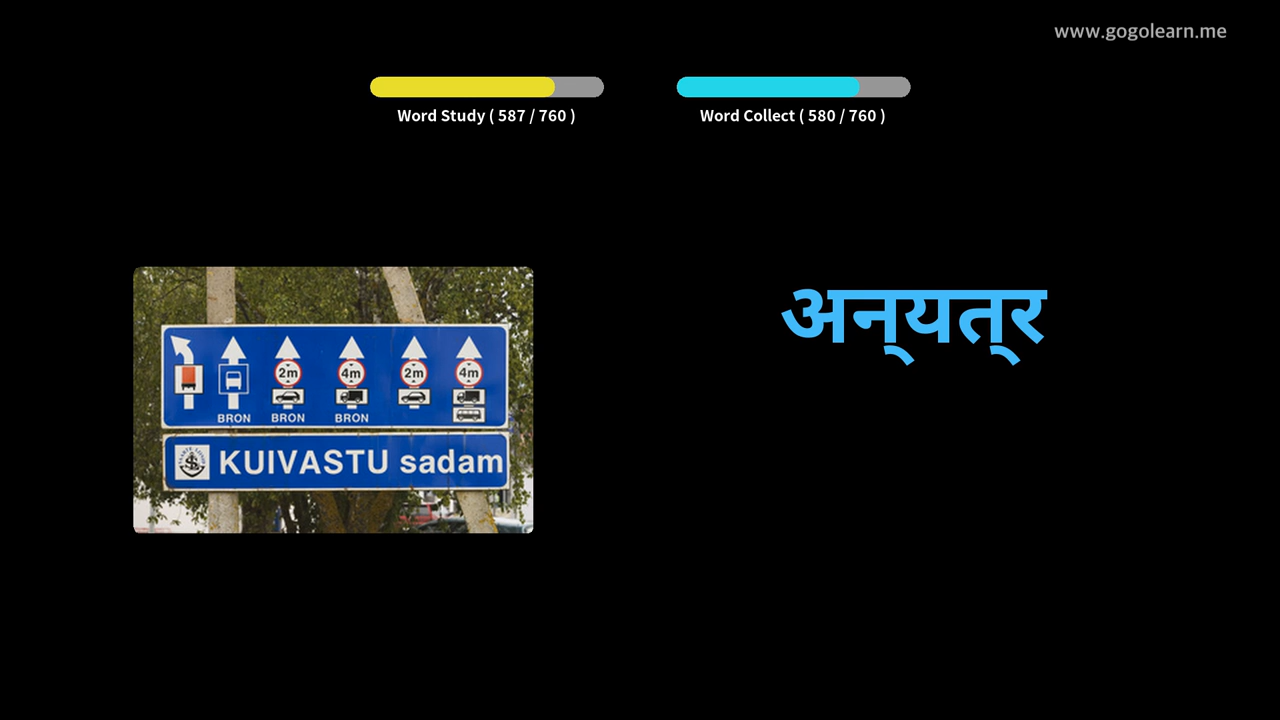 www.gogolearn.me
Word Study ( 587 / 760 )
Word Collect ( 580 / 760 )
अन्‌यत्‌र
2m 4m 2m 4m
BRON BRON BRON
KUIVASTU sadam